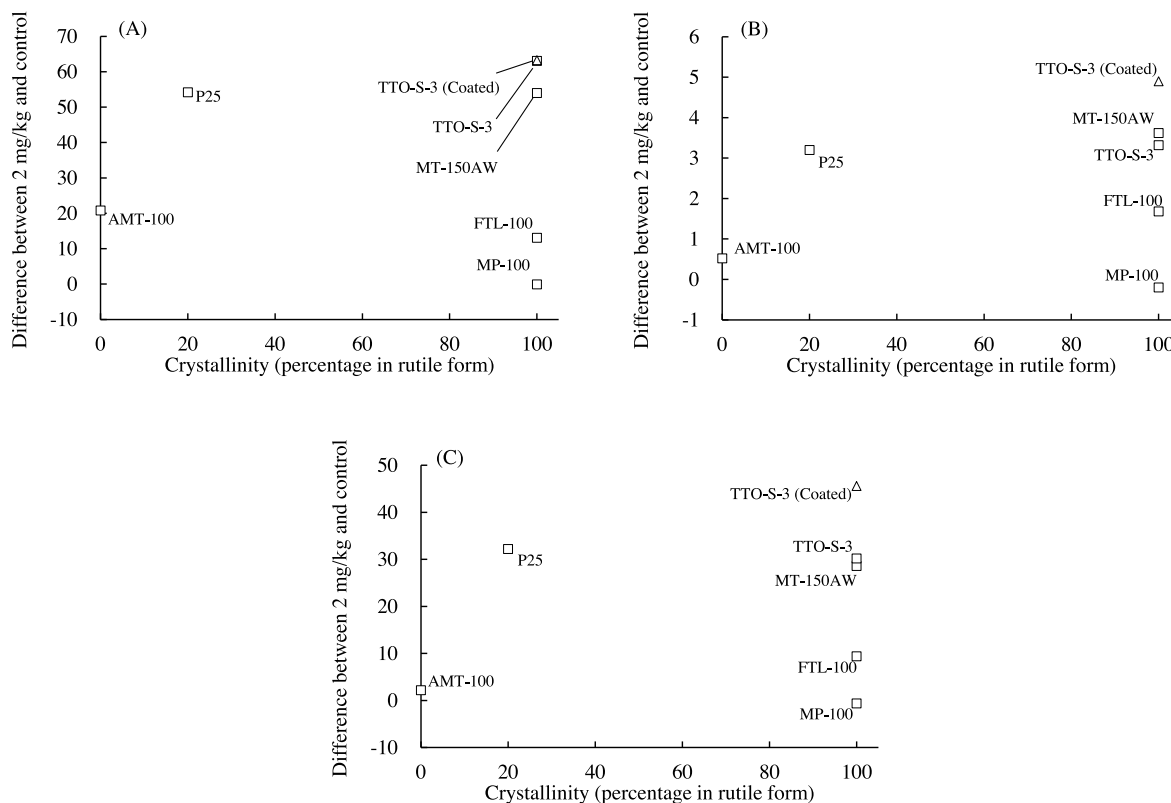 (A)
Difference between 2 mg/kg and control
70
60
50
40
30
20
10
0
-10
TTO-S-3 (Coated)
P25
TTO-S-3
MT-150AW
AMT-100
FTL-100
MP-100
0 20 40 60 80 100
Crystallinity (percentage in rutile form)
(B)
Difference between 2 mg/kg and control
6
5
4
3
2
1
0
-1
TTO-S-3 (Coated)
MT-150AW
P25
TTO-S-3
FTL-100
AMT-100
MP-100
0 20 40 60 80 100
Crystallinity (percentage in rutile form)
(C)
Difference between 2 mg/kg and control
50
40
30
20
10
0
-10
TTO-S-3 (Coated)
TTO-S-3
P25
MT-150AW
FTL-100
AMT-100
MP-100
0 20 40 60 80 100
Crystallinity (percentage in rutile form)